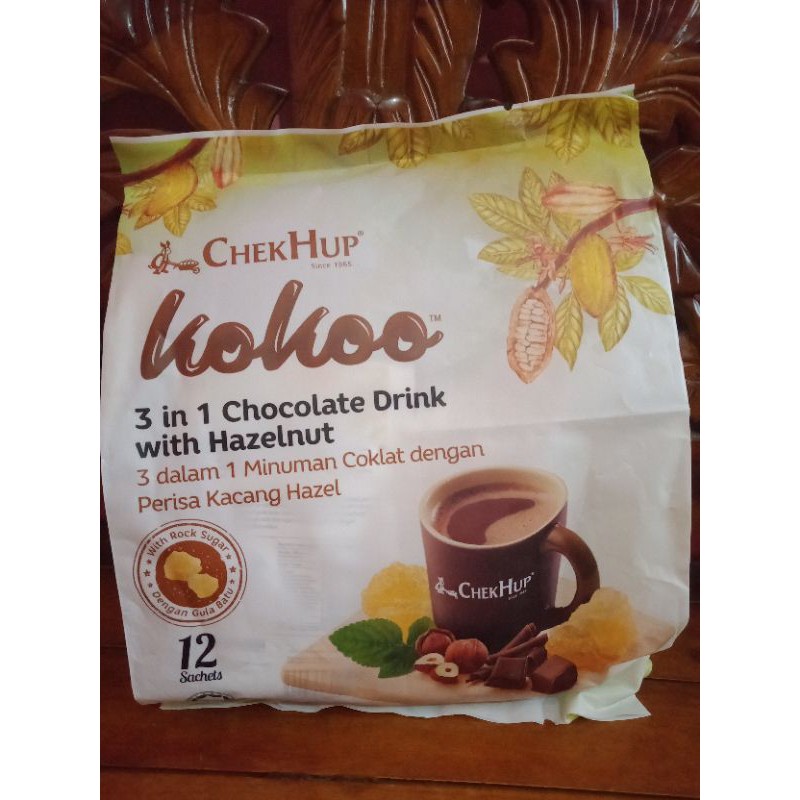 CHEKHUP®
Since 1965
Kokoo™
3 in 1 Chocolate Drink
with Hazelnut
3 dalam 1 Minuman Coklat dengan
Perisa Kacang Hazel
With Rock Sugar
Dengan Gula Batu
12
Sachets
CHEKHUP®